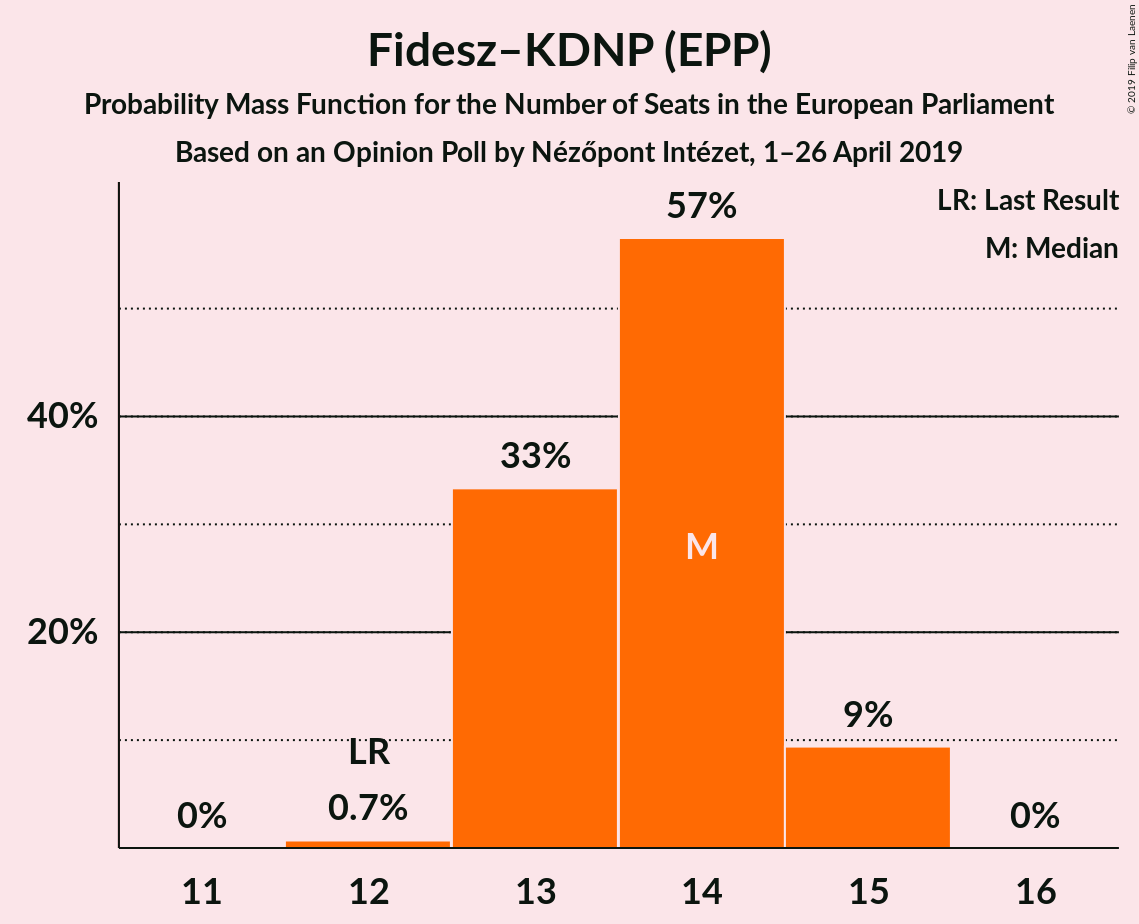 Fidesz–KDNP (EPP)
Probability Mass Function for the Number of Seats in the European Parliament
Based on an Opinion Poll by Nézőpont Intézet, 1–26 April 2019
© 2019 Filip van Laenen
LR: Last Result
M: Median
57%
40%
33%
M
20%
9%
LR
0.7%
0%
0%
11 12 13 14 15 16